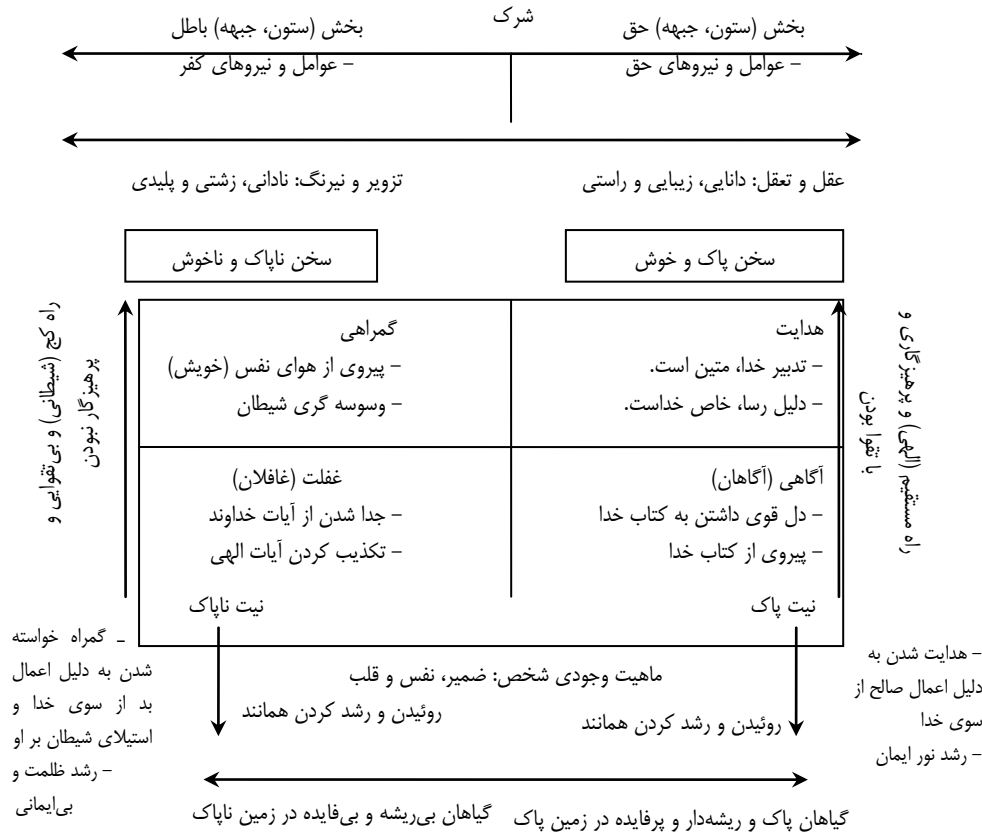 شرک
بخش (ستون، جبهه) حق
– عوامل و نیروهای حق
بخش (ستون، جبهه) باطل
– عوامل و نیروهای کفر
عقل و تعقل: دانایی، زیبایی و راستی
تزویر و نیرنگ: نادانی، زشتی و پلیدی
سخن پاک و خوش
سخن ناپاک و ناخوش
راه مستقیم (الهی) و پرهیزگاری و
با تقوا بودن
هدایت
– تدبیر خدا، متین است.
– دلیل رسا، خاص خداست.
گمراهی
– پیروی از هوای نفس (خویش)
– وسوسه گری شیطان
راه کج (شیطانی) و بی‌تقوایی و
پرهیزگار نبودن
آگاهی (آگاهان)
– دل قوی داشتن به کتاب خدا
– پیروی از کتاب خدا
غفلت (غافلان)
– جدا شدن از آیات خداوند
– تکذیب کردن آیات الهی
نیت پاک
نیت ناپاک
– هدایت شدن به
دلیل اعمال صالح از
سوی خدا
– رشد نور ایمان
ماهیت وجودی شخص: ضمیر، نفس و قلب
روئیدن و رشد کردن همانند
روئیدن و رشد کردن همانند
– گمراه خواسته
شدن به دلیل اعمال
بد از سوی خدا و
استیلای شیطان بر او
– رشد ظلمت و
بی‌ایمانی
گیاهان پاک و ریشه‌دار و پرفایده در زمین پاک
گیاهان بی‌ریشه و بی‌فایده در زمین ناپاک